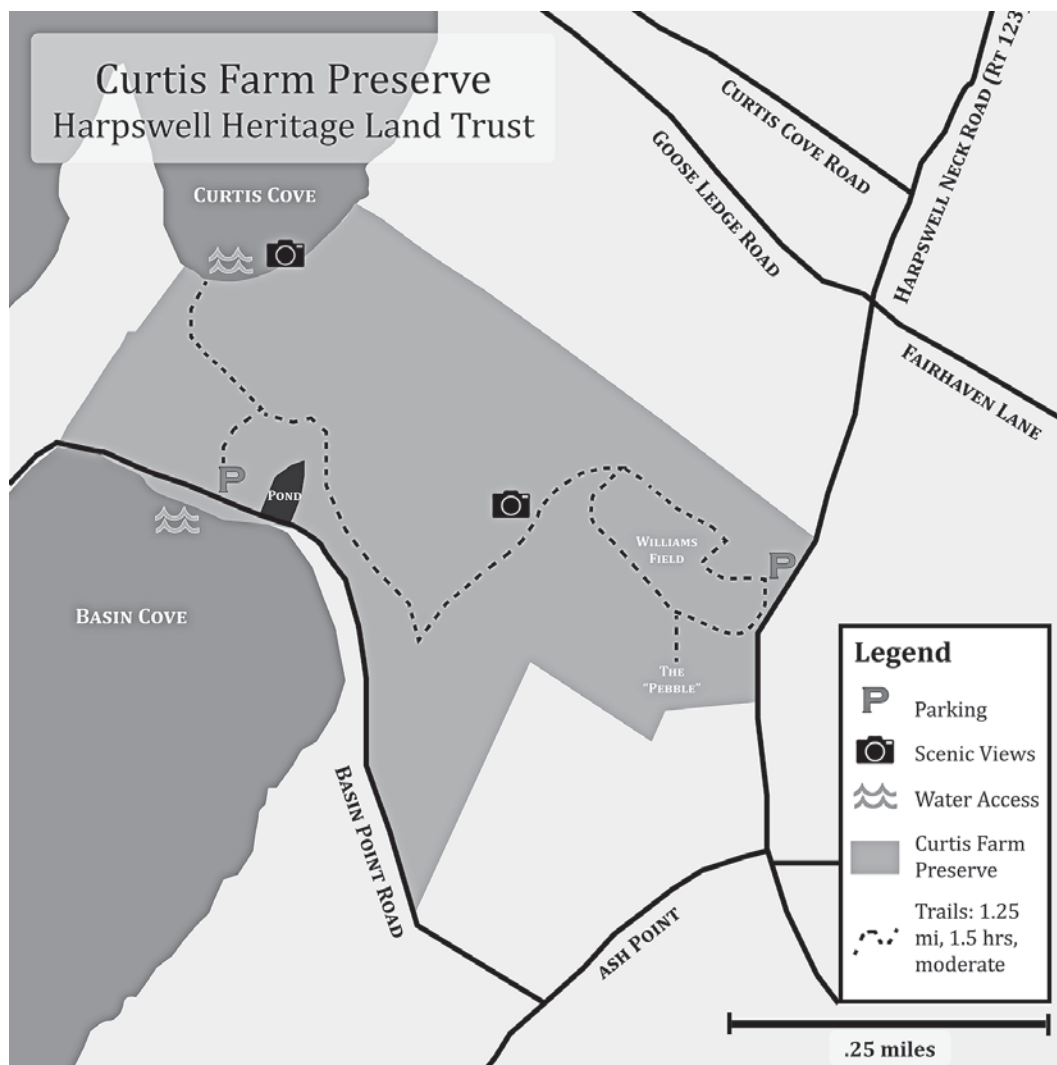 Curtis Farm Preserve
Harpswell Heritage Land Trust
CURTIS COVE
CURTIS COVE ROAD
GOOSE LEDGE ROAD
HARPSWELL NECK ROAD (RT 123)
FAIRHAVEN LANE
P
POND
WILLIAMS
FIELD
P
BASIN COVE
THE
"PEBBLE"
BASIN POINT ROAD
ASH POINT
Legend
P Parking
Scenic Views
Water Access
Curtis Farm
Preserve
Trails: 1.25
mi, 1.5 hrs,
moderate
.25 miles